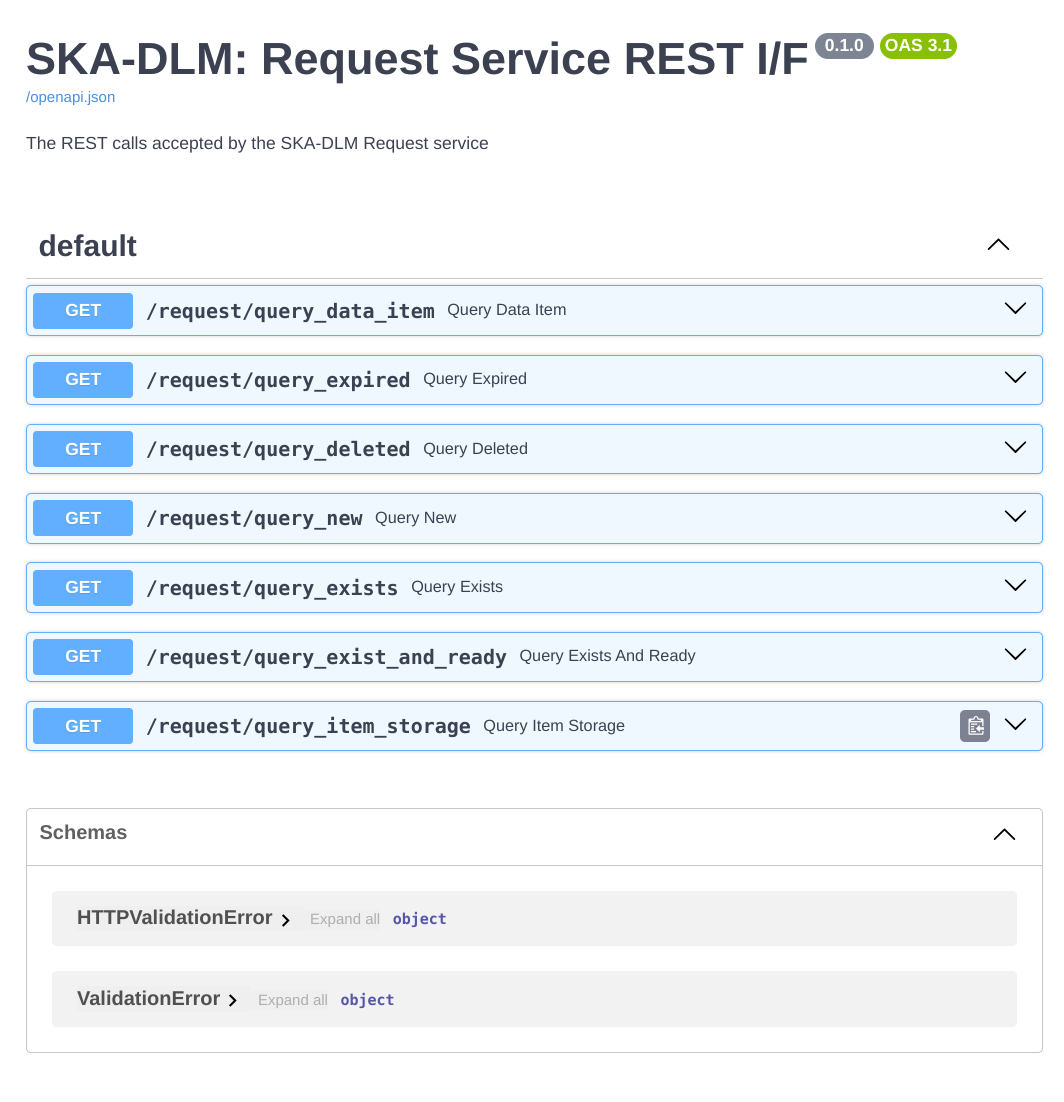 SKA-DLM: Request Service REST I/F 0.1.0 OAS 3.1
/openapi.json
The REST calls accepted by the SKA-DLM Request service
default
GET /request/query_data_item Query Data Item
GET /request/query_expired Query Expired
GET /request/query_deleted Query Deleted
GET /request/query_new Query New
GET /request/query_exists Query Exists
GET /request/query_exist_and_ready Query Exists And Ready
GET /request/query_item_storage Query Item Storage
Schemas
HTTPValidationError Expand all object
ValidationError Expand all object